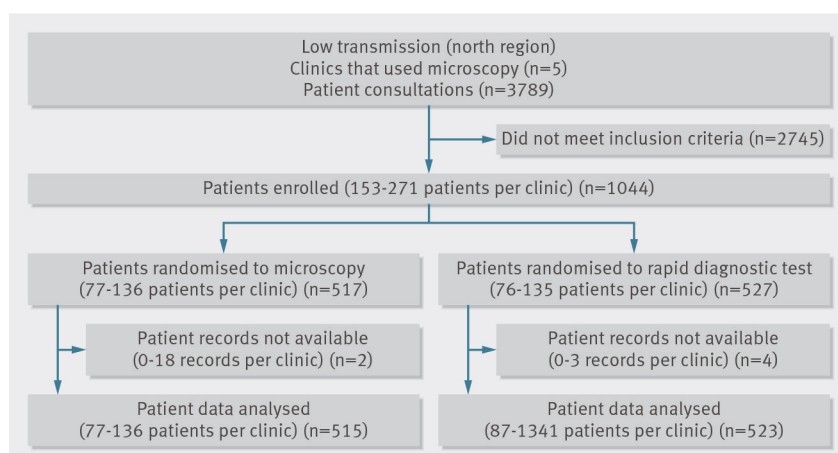 Low transmission (north region)
Clinics that used microscopy (n=5)
Patient consultations (n=3789)
Did not meet inclusion criteria (n=2745)
Patients enrolled (153-271 patients per clinic) (n=1044)
Patients randomised to microscopy
(77-136 patients per clinic) (n=517)
Patients randomised to rapid diagnostic test
(76-135 patients per clinic) (n=527)
Patient records not available
(0-18 records per clinic) (n=2)
Patient records not available
(0-3 records per clinic) (n=4)
Patient data analysed
(77-136 patients per clinic) (n=515)
Patient data analysed
(87-1341 patients per clinic) (n=523)